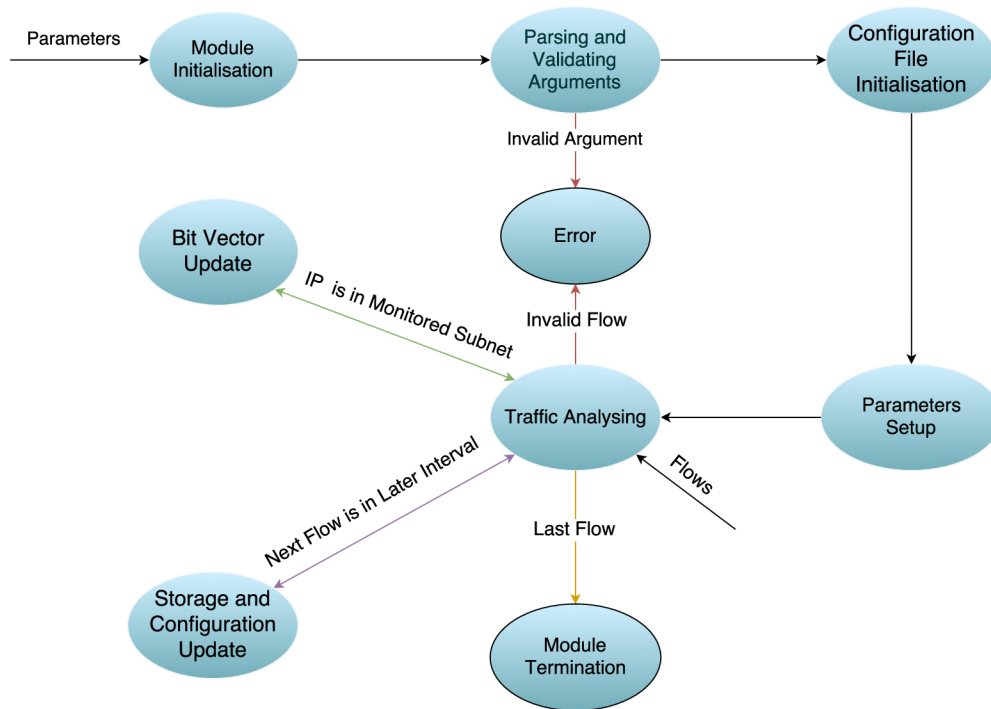 Parameters
Module
Initialisation
Parsing and
Validating
Arguments
Configuration
File
Initialisation
Invalid Argument
Error
Bit Vector
Update
IP is in Monitored Subnet
Invalid Flow
Traffic Analysing
Parameters
Setup
Flows
Next Flow is in Later Interval
Last Flow
Storage and
Configuration
Update
Module
Termination